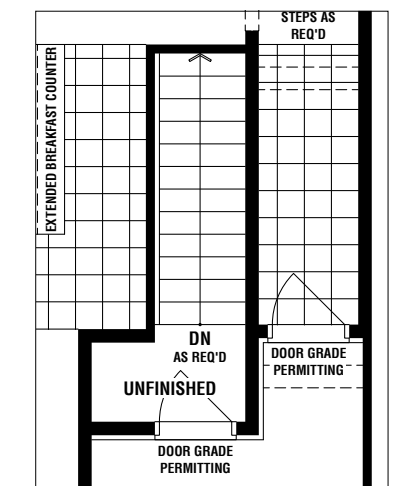 STEPS AS
REQ'D
EXTENDED BREAKFAST COUNTER
DN
AS REQ'D
UNFINISHED
DOOR GRADE
PERMITTING
DOOR GRADE
PERMITTING